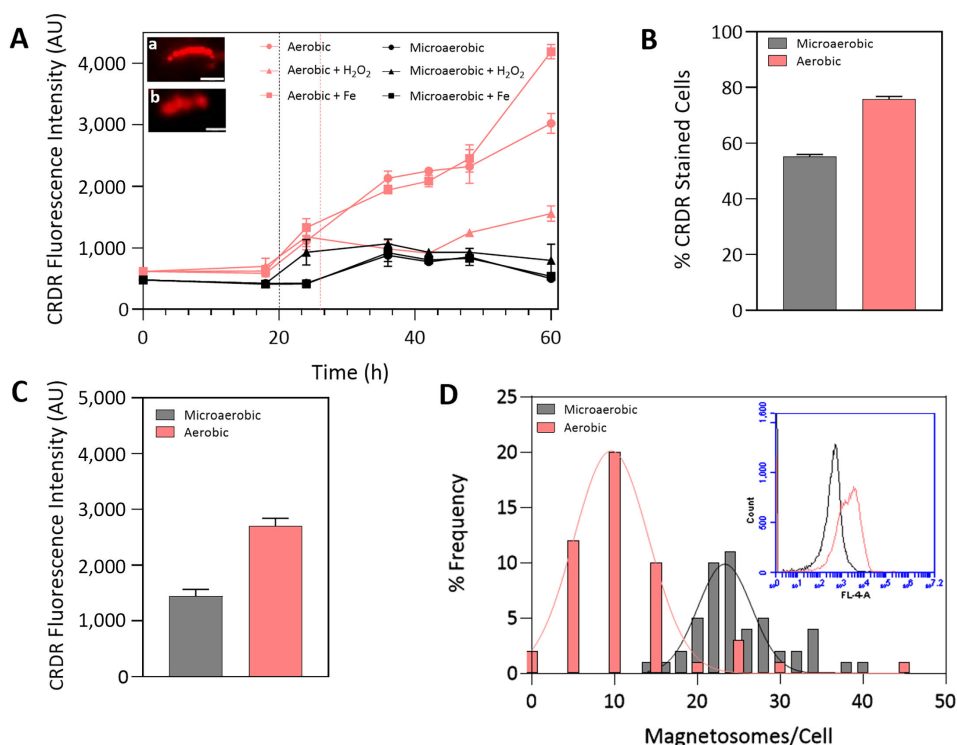 A
CRDR Fluorescence Intensity (AU)
4,000
3,000
2,000
1,000
0
a
b
Aerobic
Aerobic + H₂O₂
Aerobic + Fe
Microaerobic
Microaerobic + H₂O₂
Microaerobic + Fe
0 20 40 60
Time (h)
B
% CRDR Stained Cells
100
80
60
40
20
0
Microaerobic
Aerobic
C
CRDR Fluorescence Intensity (AU)
5,000
4,000
3,000
2,000
1,000
0
Microaerobic
Aerobic
D
% Frequency
25
20
15
10
5
0
Microaerobic
Aerobic
Count
1,600
1,000
500
0
FL-4-A
0 10 20 30 40 50
Magnetosomes/Cell